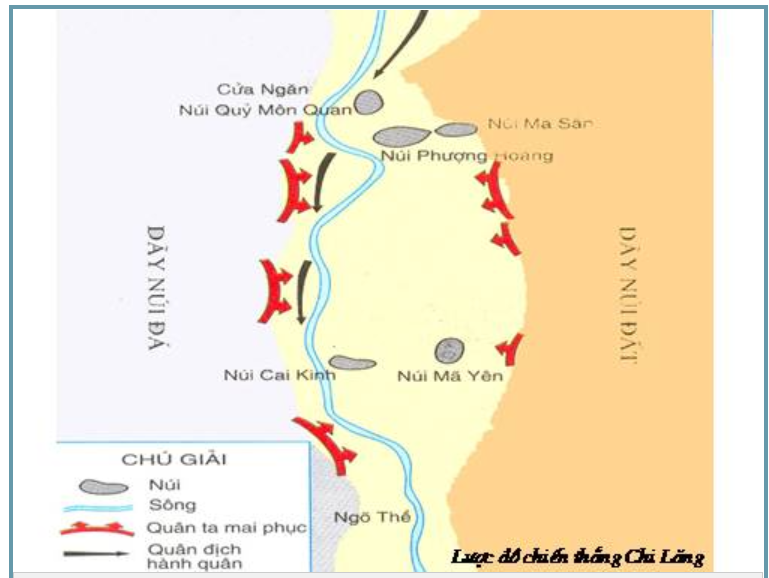 Cửa Ngăn
Núi Quỷ Môn Quan
Núi Ma Sẳn
Núi Phượng Hoàng
DÃY NÚI ĐÁ
DÃY NÚI ĐẤT
Núi Cai Kinh
Núi Mã Yên
CHÚ GIẢI
Núi
Sông
Quân ta mai phục
Quân địch
hành quân
Ngõ Thề
Lược đồ chiến thắng Chi Lăng